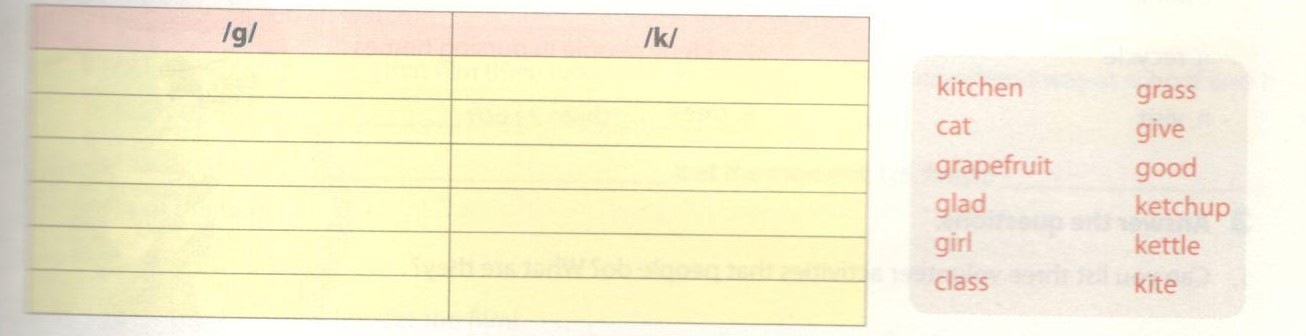 /g/ /k/
kitchen grass
cat give
grapefruit good
glad ketchup
girl kettle
class kite